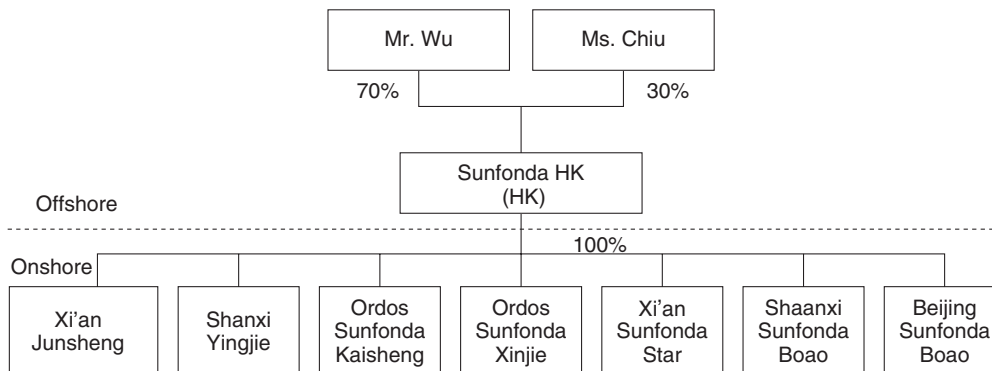 Mr. Wu
Ms. Chiu
70%
30%
Sunfonda HK
(HK)
Offshore
100%
Onshore
Xi'an
Junsheng
Shanxi
Yingjie
Ordos
Sunfonda
Kaisheng
Ordos
Sunfonda
Xinjie
Xi'an
Sunfonda
Star
Shaanxi
Sunfonda
Boao
Beijing
Sunfonda
Boao